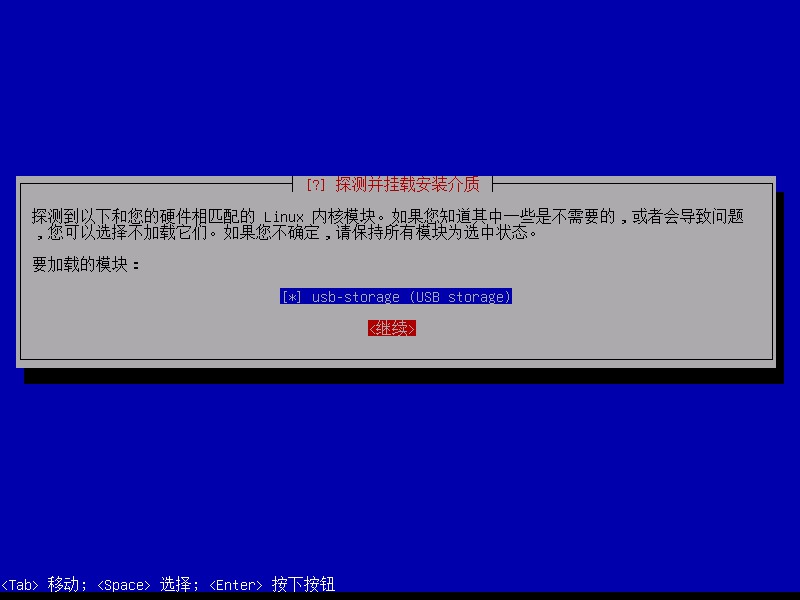 [?] 探测并挂载安装介质
探测到以下和您的硬件相匹配的 Linux 内核模块。如果您知道其中一些是不需要的，或者会导致问题
，您可以选择不加载它们。如果您不确定，请保持所有模块为选中状态。
要加载的模块：
[*] usb-storage (USB storage)
<继续>
<Tab> 移动；<Space> 选择；<Enter> 按下按钮